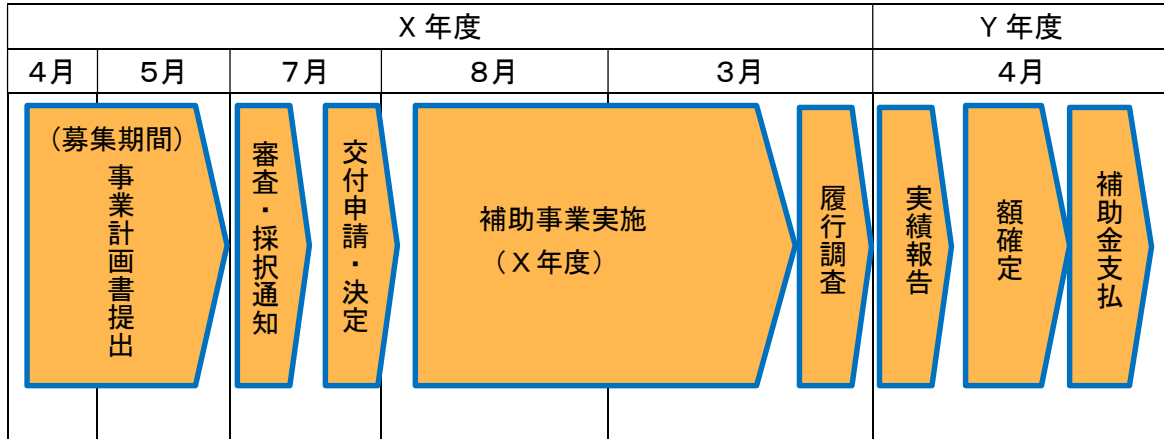 X 年度
Y 年度
4月
5月
7月
8月
3月
4月
（募集期間）
事業計画書提出
審査・採択通知
交付申請・決定
補助事業実施
（X 年度）
履行調査
実績報告
額確定
補助金支払